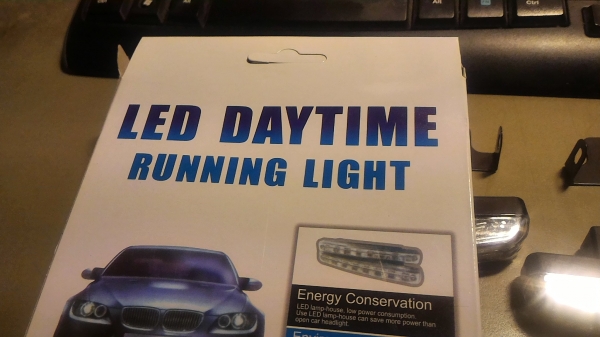 LED DAYTIME
RUNNING LIGHT
Energy Conservation
LED lamp-house, low power consumption.
Use LED lamp-house can save more power than
open car headlight.
Alt
Alt
Ctrl